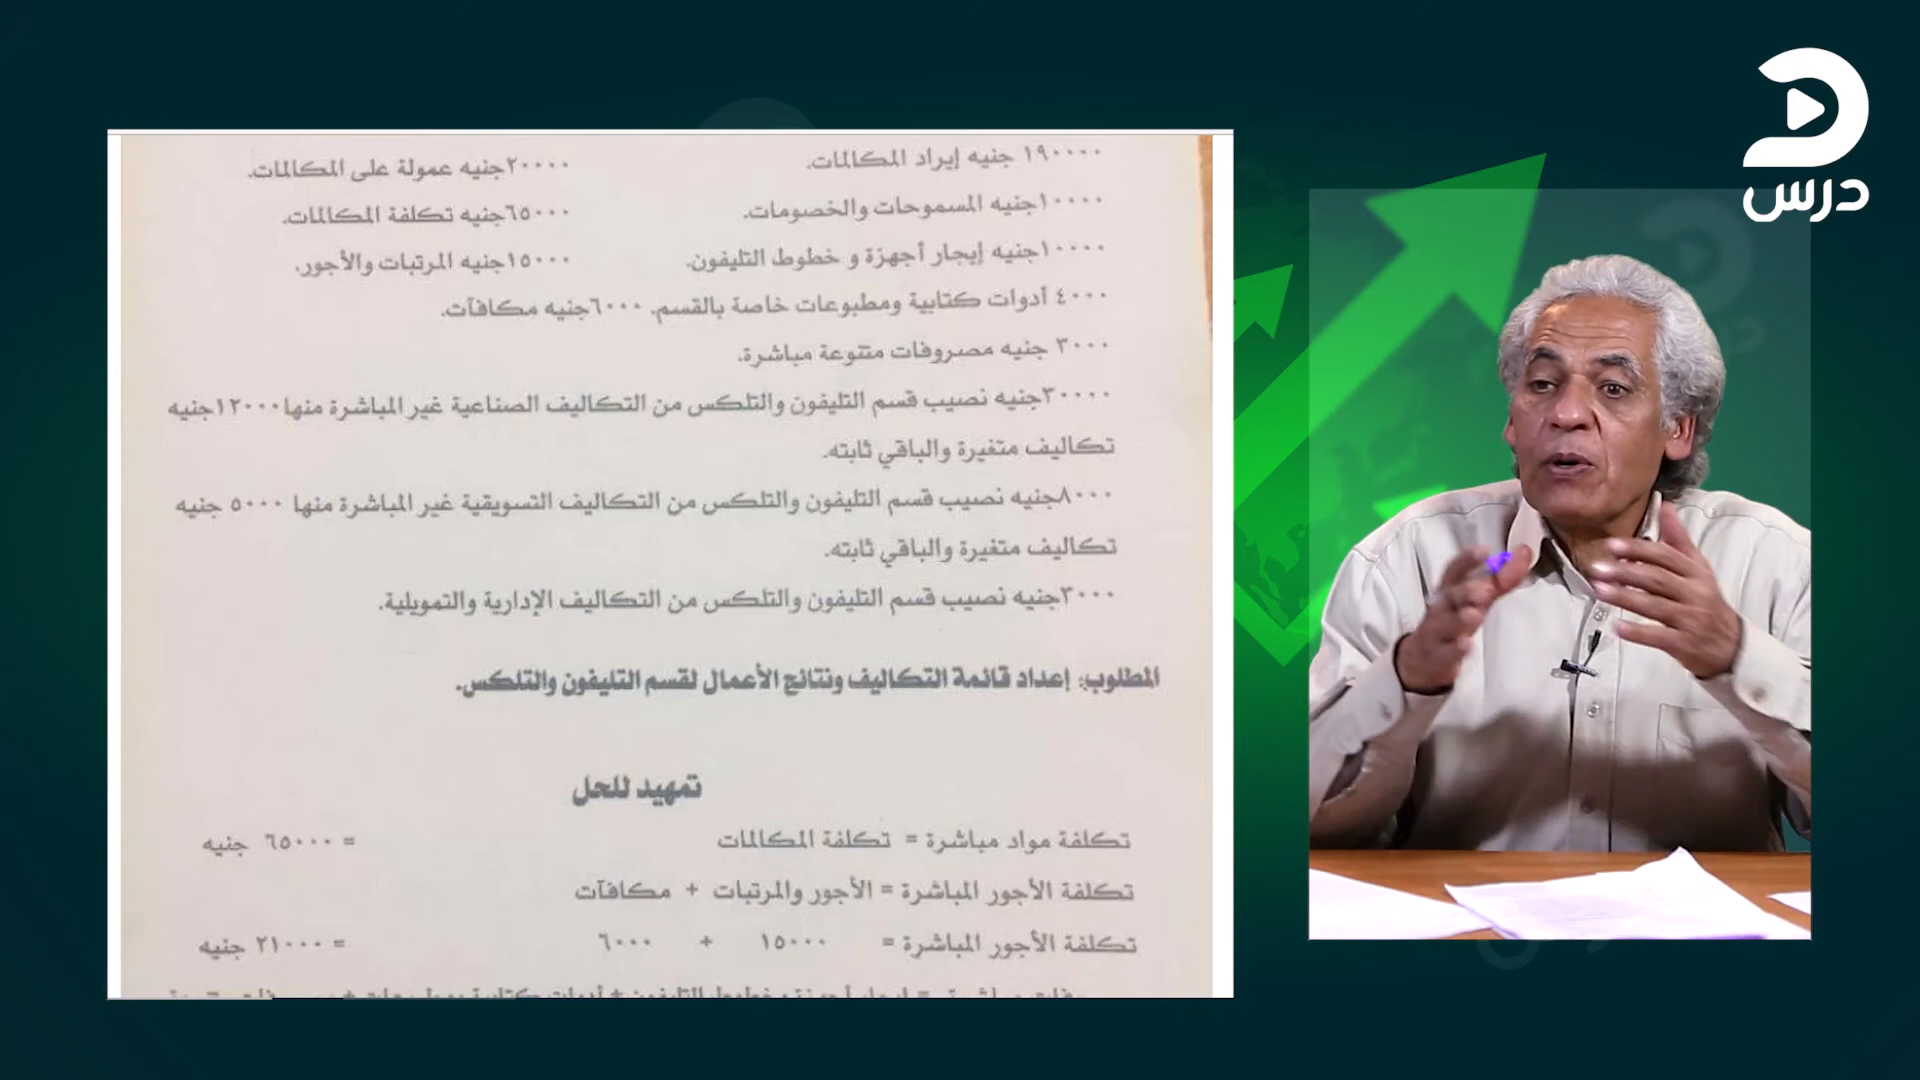 درس
١٩٠٠٠٠ جنيه إيراد المكالمات. ٢٠٠٠٠جنيه عمولة على المكالمات.
١٠٠٠٠جنيه المسموحات والخصومات. ٦٥٠٠٠جنيه تكلفة المكالمات.
١٠٠٠٠جنيه إيجار أجهزة و خطوط التليفون. ١٥٠٠٠جنيه المرتبات والأجور.
٤٠٠٠ أدوات كتابية ومطبوعات خاصة بالقسم. ٦٠٠٠جنيه مكافآت.
٣٠٠٠ جنيه مصروفات متنوعة مباشرة.
٣٠٠٠٠جنيه نصيب قسم التليفون والتلكس من التكاليف الصناعية غير المباشرة منها١٢٠٠٠جنيه
تكاليف متغيرة والباقي ثابته.
٨٠٠٠جنيه نصيب قسم التليفون والتلكس من التكاليف التسويقية غير المباشرة منها ٥٠٠٠ جنيه
تكاليف متغيرة والباقي ثابته.
٣٠٠٠جنيه نصيب قسم التليفون والتلكس من التكاليف الإدارية والتمويلية.
المطلوب: إعداد قائمة التكاليف ونتائج الأعمال لقسم التليفون والتلكس.
تمهيد للحل
تكلفة مواد مباشرة = تكلفة المكالمات = ٦٥٠٠٠ جنيه
تكلفة الأجور المباشرة = الأجور والمرتبات + مكافآت
تكلفة الأجور المباشرة = ١٥٠٠٠ + ٦٠٠٠ = ٢١٠٠٠ جنيه